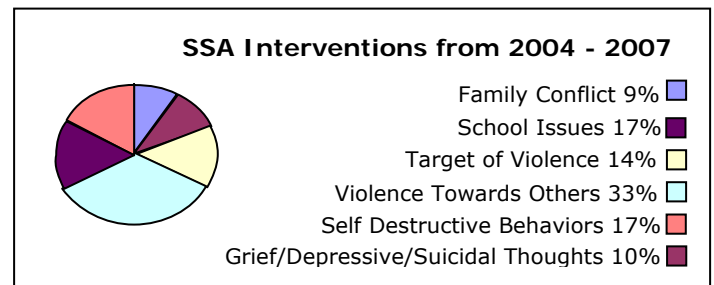 SSA Interventions from 2004 - 2007
Family Conflict 9%
School Issues 17%
Target of Violence 14%
Violence Towards Others 33%
Self Destructive Behaviors 17%
Grief/Depressive/Suicidal Thoughts 10%